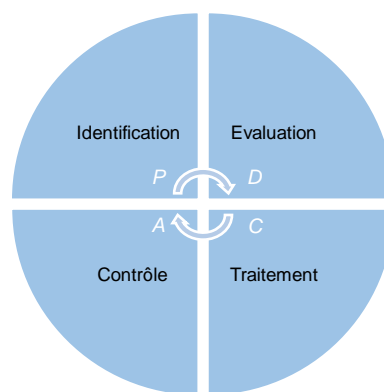 Identification Evaluation
P D
A C
Contrôle Traitement